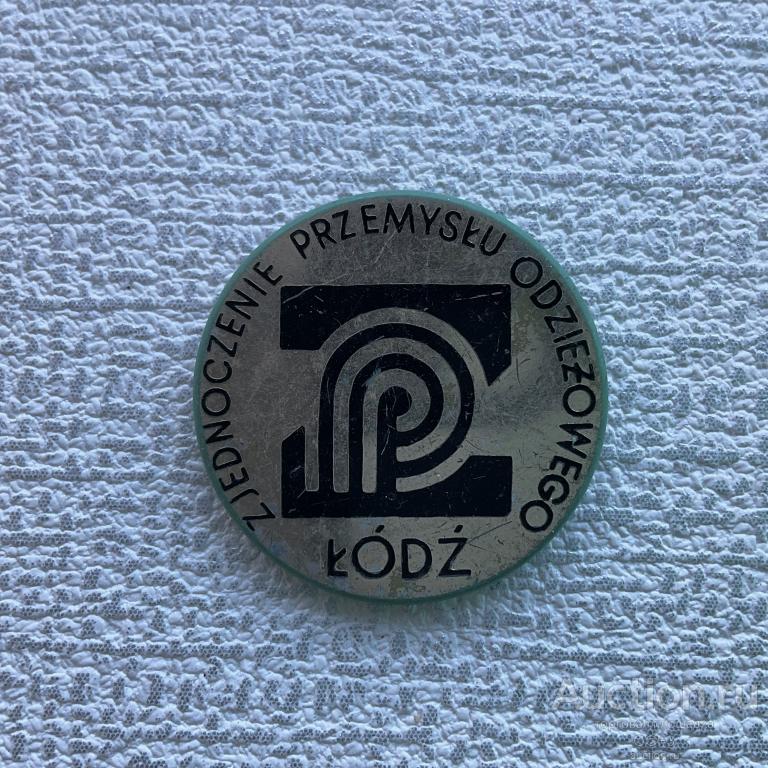 ZJEDNOCZENIE PRZEMYSŁU ODZIEŻOWEGO
ŁÓDŹ
Auction.ru